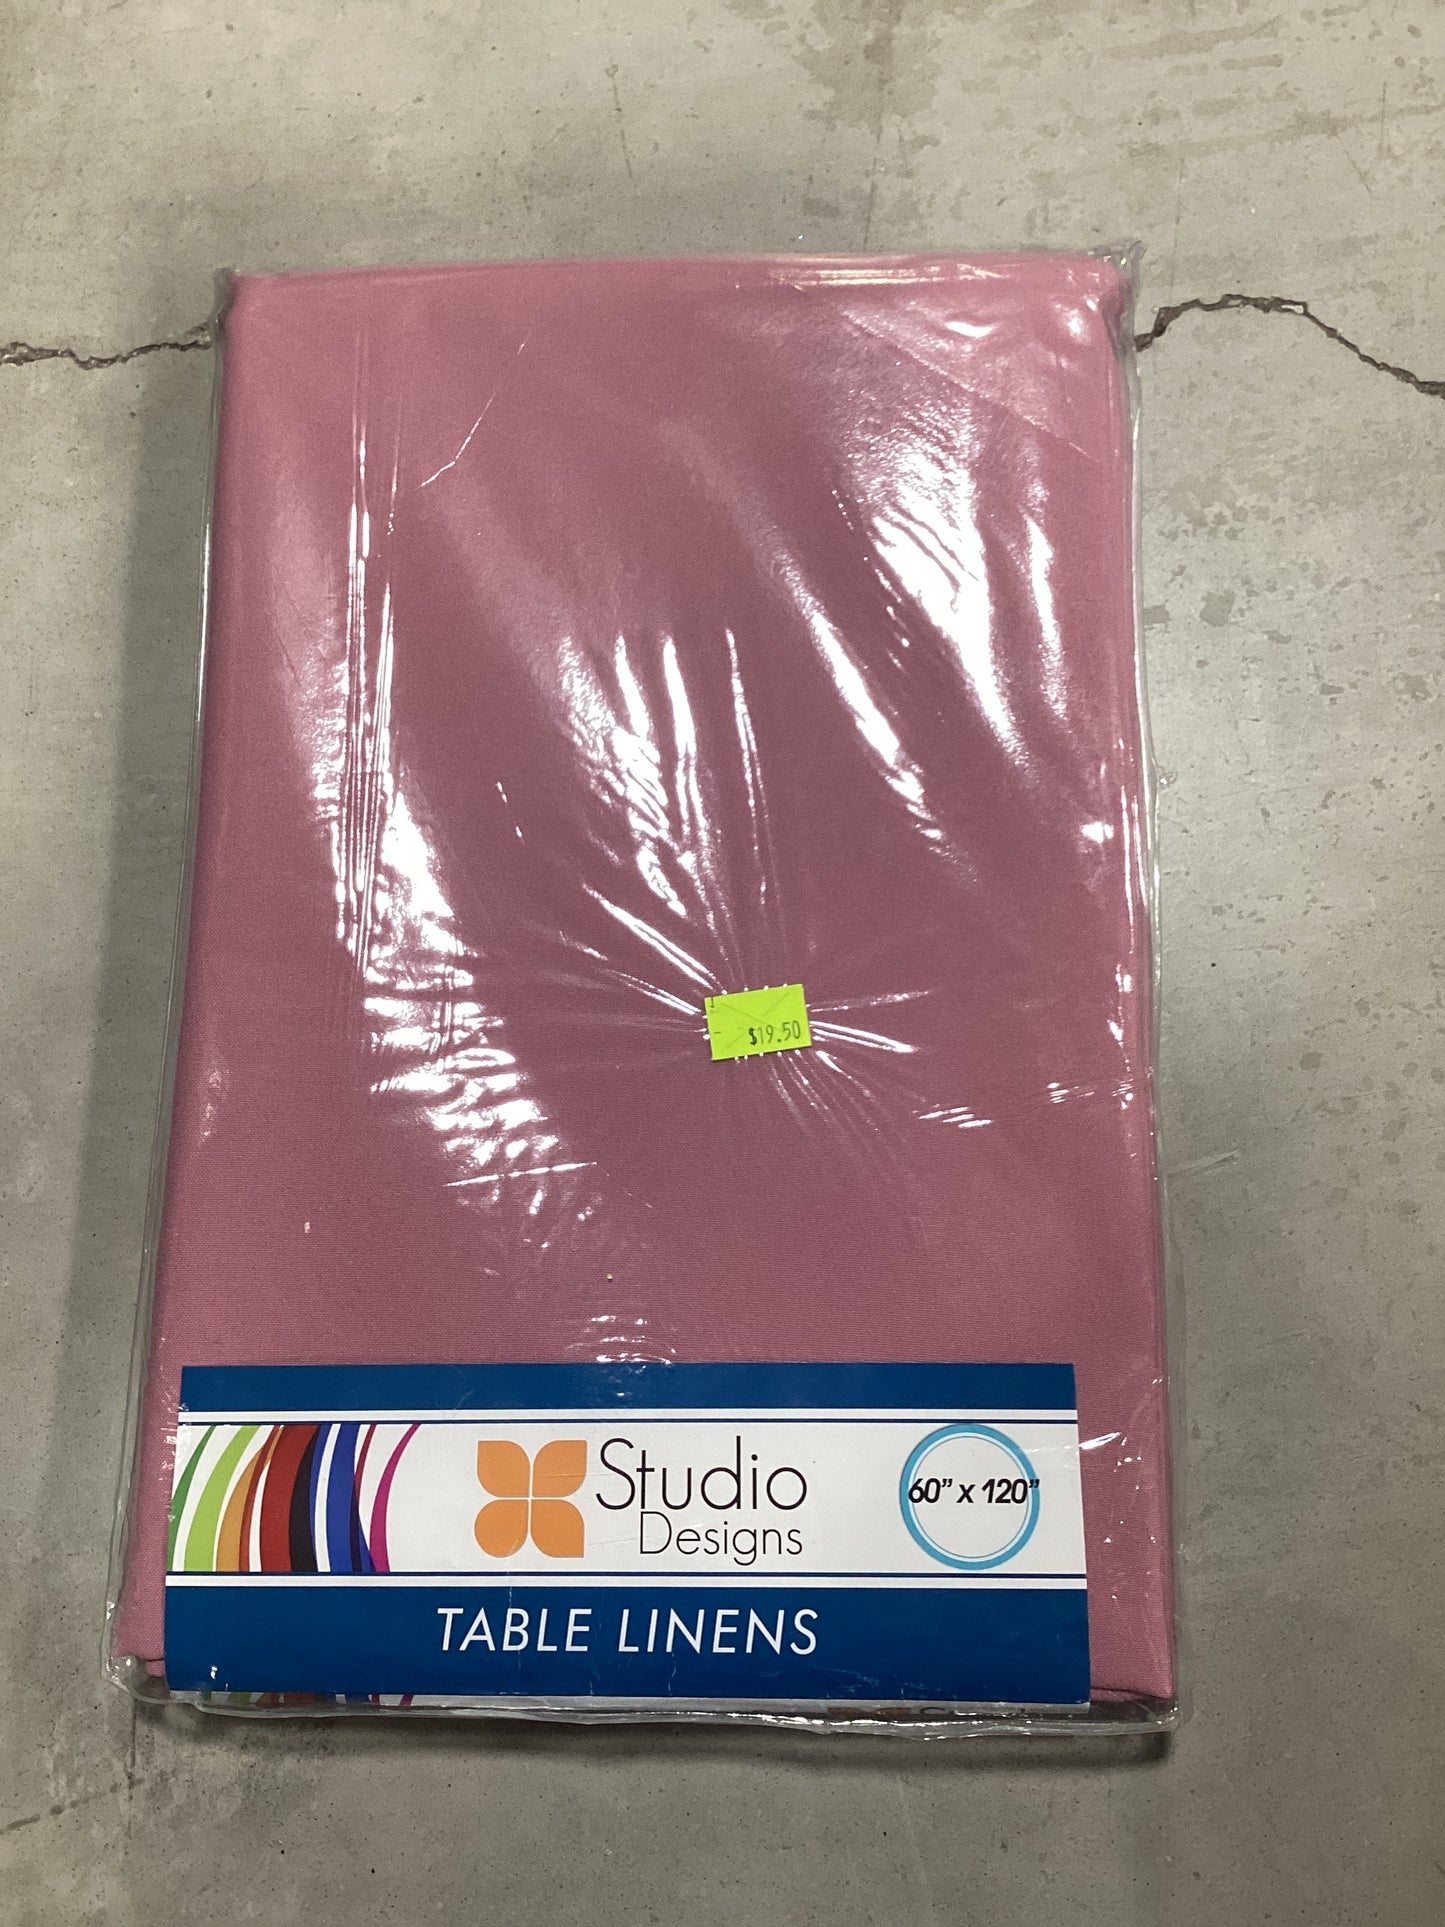 $19.50
Studio
Designs
60” x 120”
TABLE LINENS